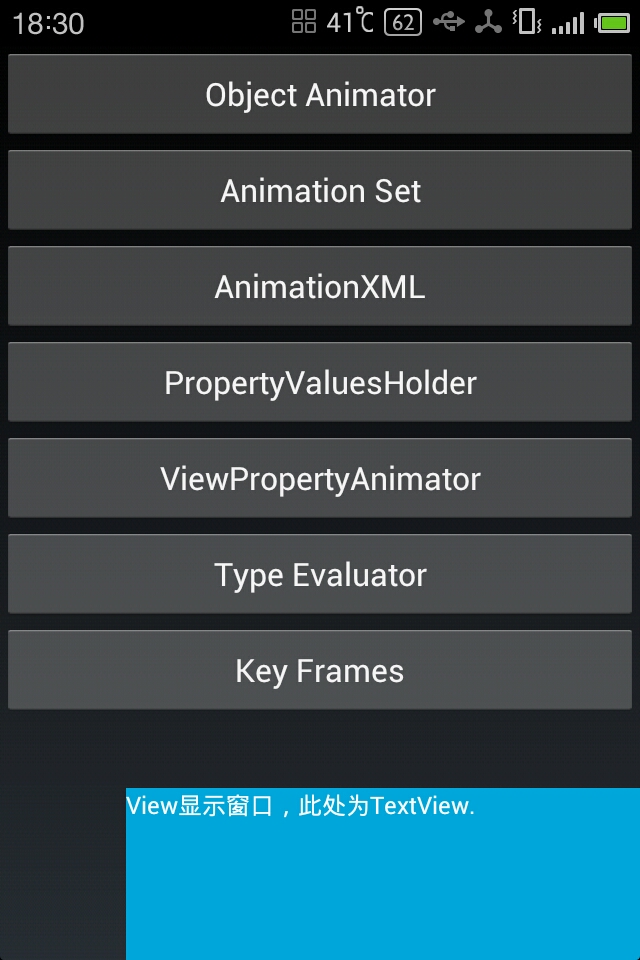 18:30 41℃ 62
Object Animator
Animation Set
AnimationXML
PropertyValuesHolder
ViewPropertyAnimator
Type Evaluator
Key Frames
View显示窗口，此处为TextView.